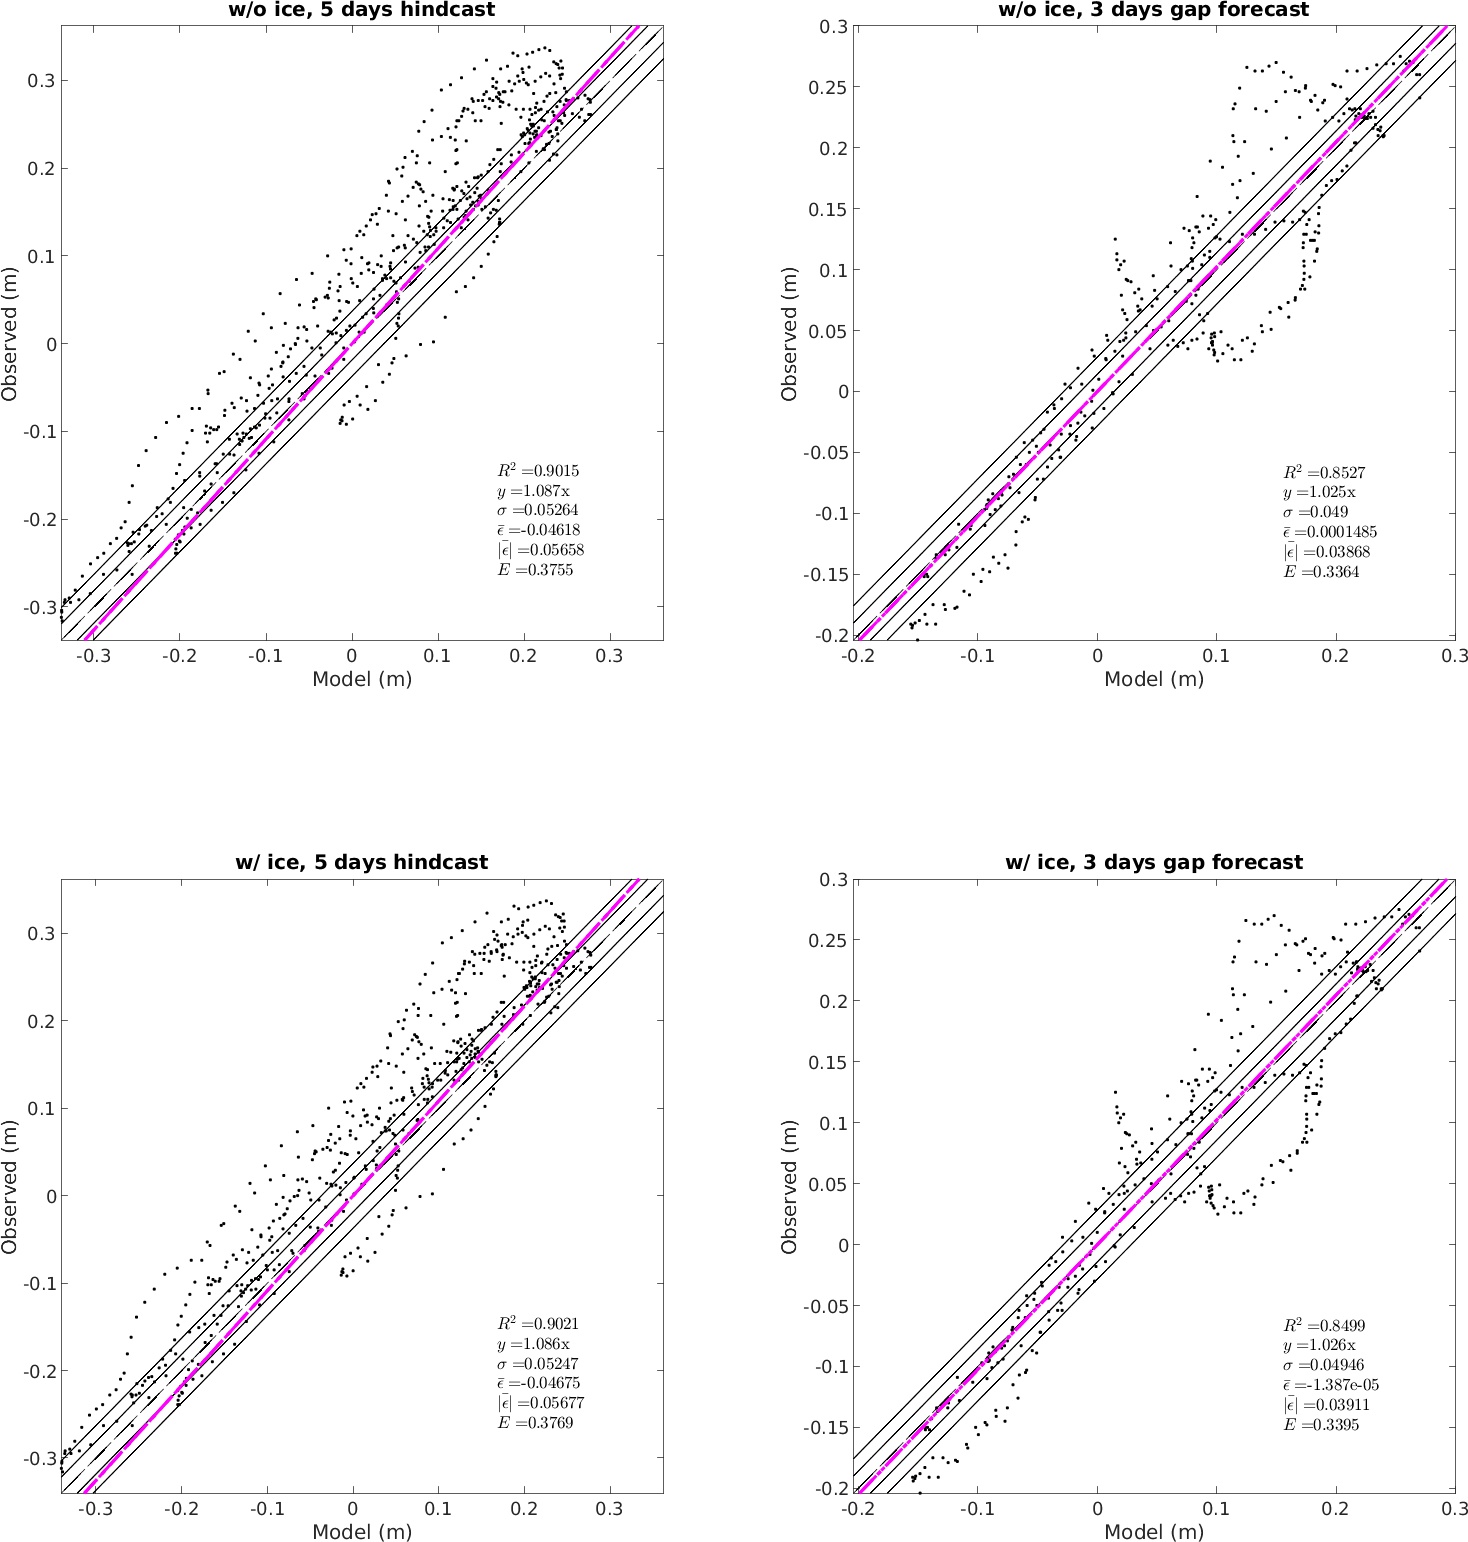 w/o ice, 5 days hindcast
Observed (m)
0.3
0.2
0.1
0
-0.1
-0.2
-0.3
R² =0.9015
y =1.087x
σ =0.05264
ε̄ =-0.04618
|ε̄| =0.05658
E =0.3755
-0.3 -0.2 -0.1 0 0.1 0.2 0.3
Model (m)
w/o ice, 3 days gap forecast
Observed (m)
0.3
0.25
0.2
0.15
0.1
0.05
0
-0.05
-0.1
-0.15
-0.2
R² =0.8527
y =1.025x
σ =0.049
ε̄ =0.0001485
|ε̄| =0.03868
E =0.3364
-0.2 -0.1 0 0.1 0.2 0.3
Model (m)
w/ ice, 5 days hindcast
Observed (m)
0.3
0.2
0.1
0
-0.1
-0.2
-0.3
R² =0.9021
y =1.086x
σ =0.05247
ε̄ =-0.04675
|ε̄| =0.05677
E =0.3769
-0.3 -0.2 -0.1 0 0.1 0.2 0.3
Model (m)
w/ ice, 3 days gap forecast
Observed (m)
0.3
0.25
0.2
0.15
0.1
0.05
0
-0.05
-0.1
-0.15
-0.2
R² =0.8499
y =1.026x
σ =0.04946
ε̄ =-1.387e-05
|ε̄| =0.03911
E =0.3395
-0.2 -0.1 0 0.1 0.2 0.3
Model (m)